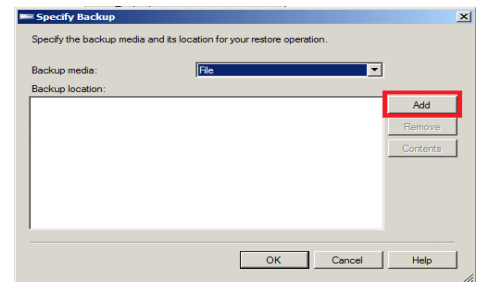 Specify Backup
Specify the backup media and its location for your restore operation.
Backup media:
File
Backup location:
Add
Remove
Contents
OK
Cancel
Help